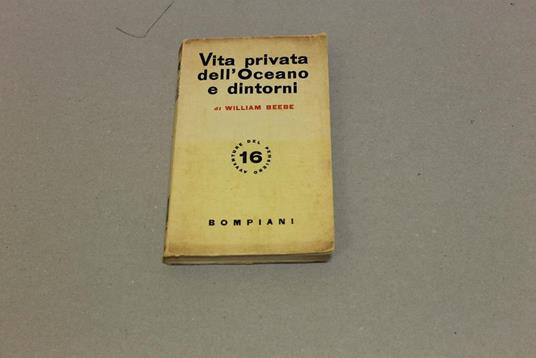 Vita privata
dell'Oceano
e dintorni
di WILLIAM BEEBE
AVVENTURE DEL PENSIERO
16
BOMPIANI